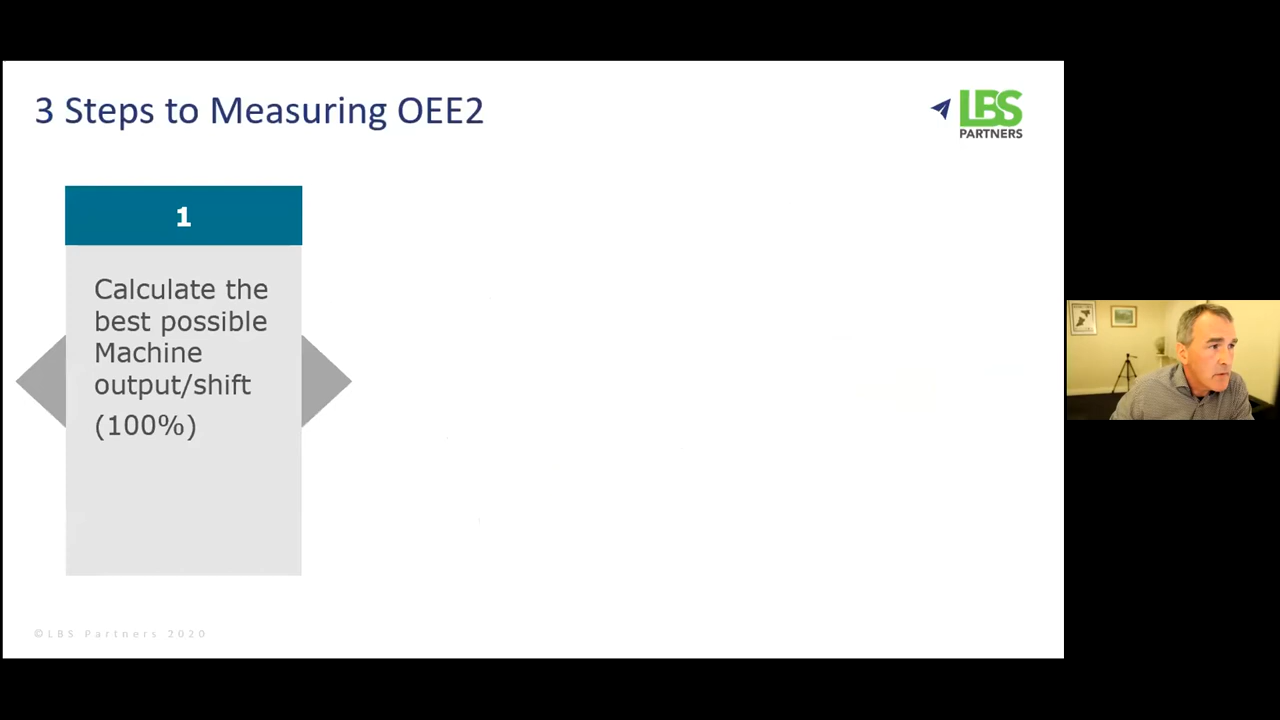 3 Steps to Measuring OEE2
LBS
PARTNERS
1
Calculate the
best possible
Machine
output/shift
(100%)
©LBS Partners 2020